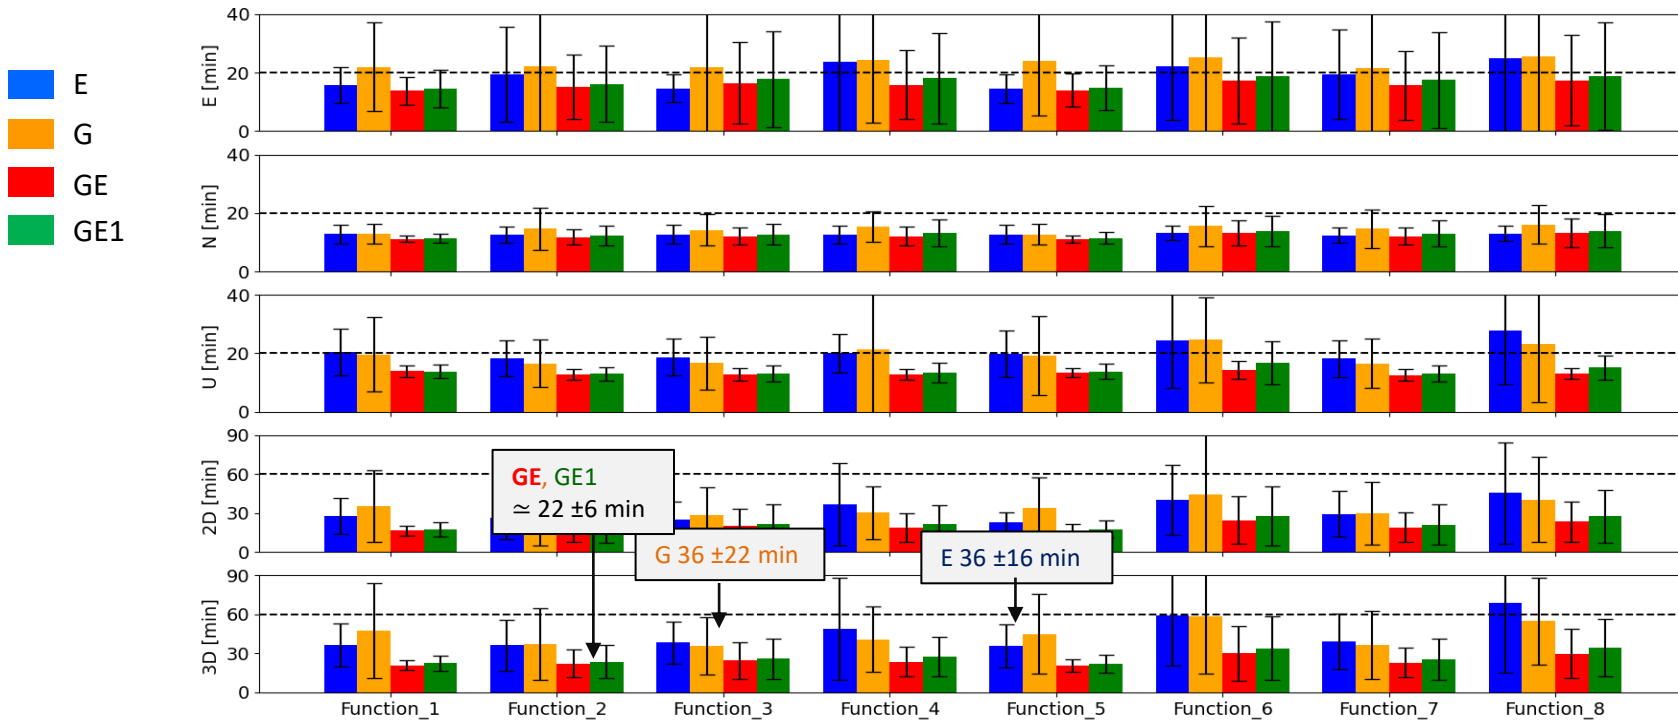 E
G
GE
GE1
E [min]
40
20
0
N [min]
40
20
0
U [min]
40
20
0
2D [min]
90
60
30
0
GE, GE1
≃ 22 ±6 min
G 36 ±22 min
E 36 ±16 min
3D [min]
90
60
30
0
Function_1 Function_2 Function_3 Function_4 Function_5 Function_6 Function_7 Function_8